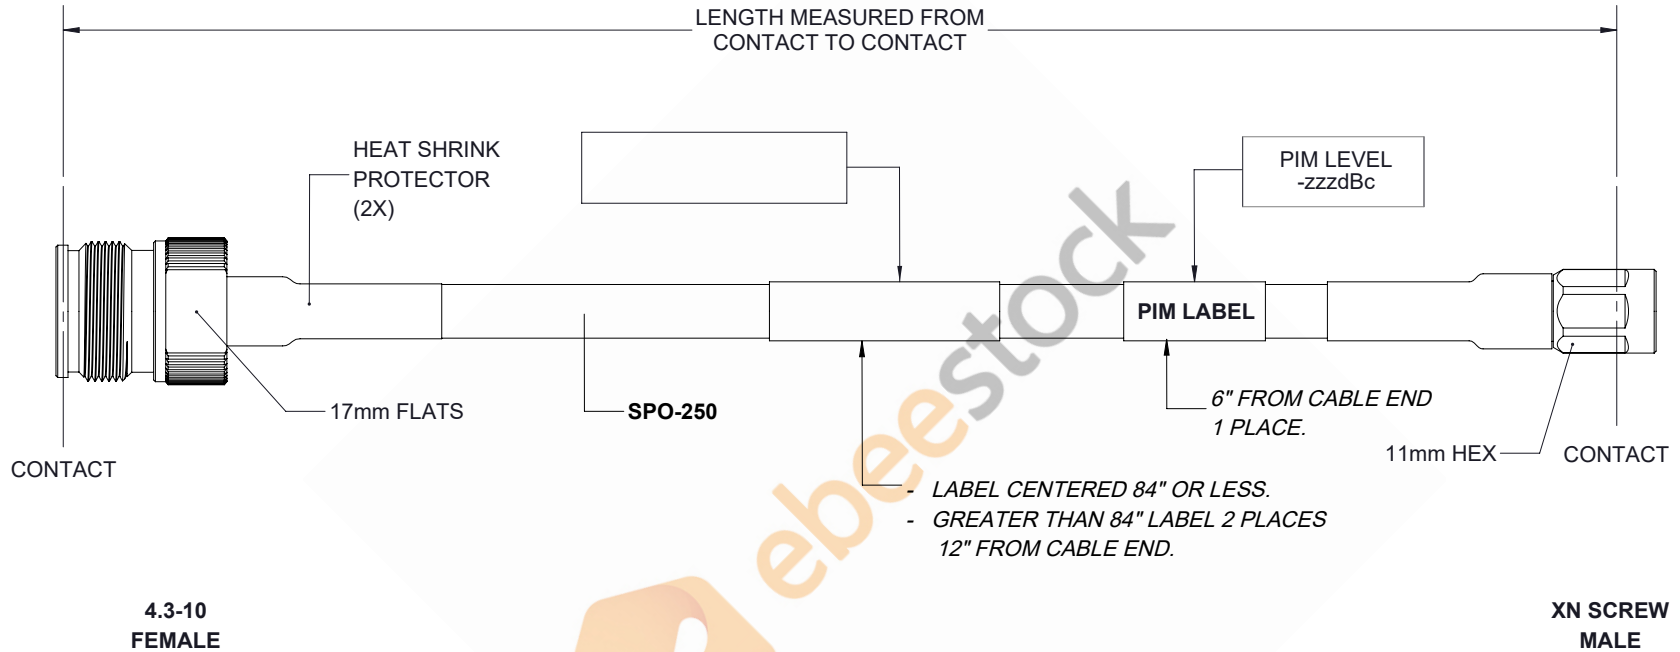 LENGTH MEASURED FROM
CONTACT TO CONTACT
HEAT SHRINK
PROTECTOR
(2X)
PIM LEVEL
-zzzdBc
PIM LABEL
17mm FLATS
SPO-250
6" FROM CABLE END
1 PLACE.
11mm HEX
CONTACT
CONTACT
- LABEL CENTERED 84" OR LESS.
- GREATER THAN 84" LABEL 2 PLACES
12" FROM CABLE END.
4.3-10
FEMALE
XN SCREW
MALE
ebeestock